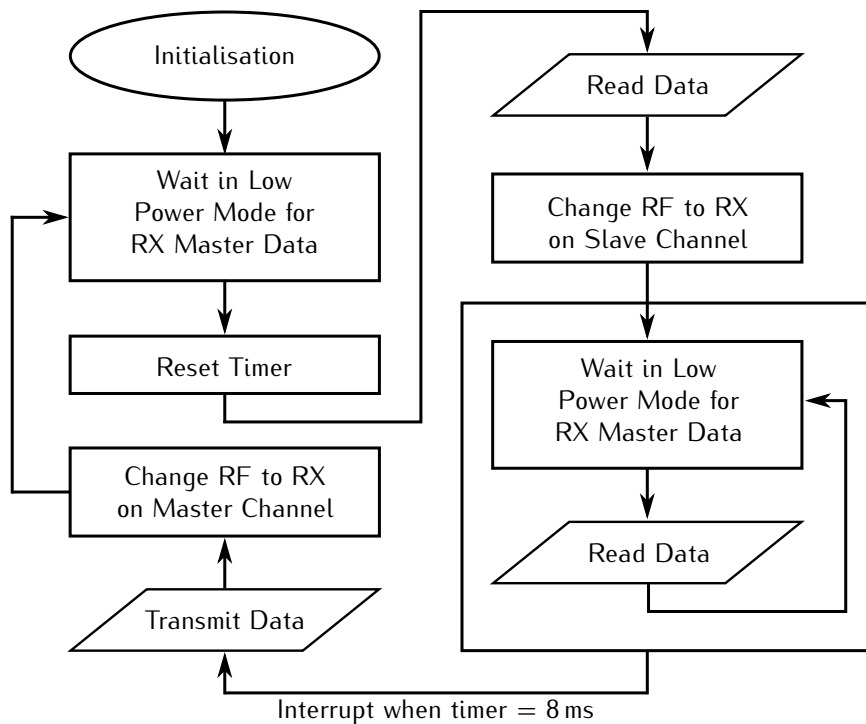 Initialisation
Wait in Low
Power Mode for
RX Master Data
Reset Timer
Read Data
Change RF to RX
on Slave Channel
Wait in Low
Power Mode for
RX Master Data
Read Data
Interrupt when timer = 8 ms
Transmit Data
Change RF to RX
on Master Channel